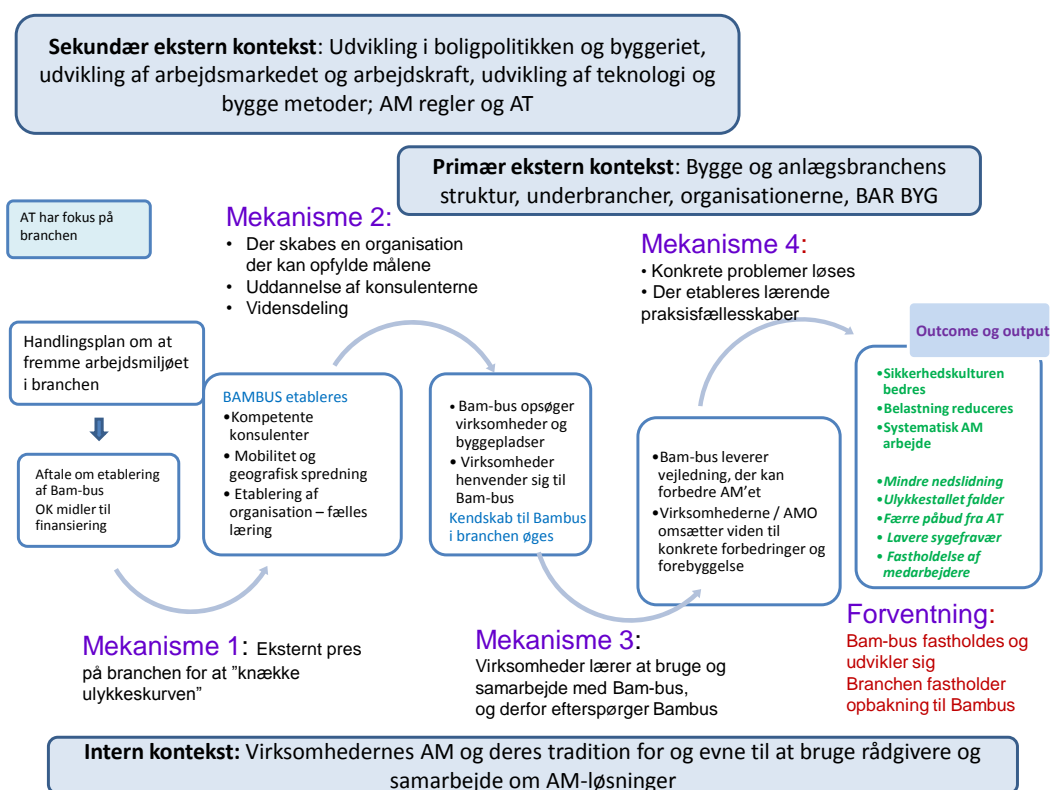 Sekundær ekstern kontekst: Udvikling i boligpolitikken og byggeriet,
udvikling af arbejdsmarkedet og arbejdskraft, udvikling af teknologi og
bygge metoder; AM regler og AT
Primær ekstern kontekst: Bygge og anlægsbranchens
struktur, underbrancher, organisationerne, BAR BYG
AT har fokus på
branchen
Handlingsplan om at
fremme arbejdsmiljøet
i branchen
Aftale om etablering
af Bam-bus
OK midler til
finansiering
Mekanisme 1: Eksternt pres
på branchen for at ”knække
ulykkeskurven”
BAMBUS etableres
•Kompetente
konsulenter
• Mobilitet og
geografisk spredning
• Etablering af
organisation – fælles
læring
Mekanisme 2:
• Der skabes en organisation
der kan opfylde målene
• Uddannelse af konsulenterne
• Vidensdeling
• Bam-bus opsøger
virksomheder og
byggepladser
• Virksomheder
henvender sig til
Bam-bus
Kendskab til Bambus
i branchen øges
Mekanisme 3:
Virksomheder lærer at bruge og
samarbejde med Bam-bus,
og derfor efterspørger Bambus
•Bam-bus leverer
vejledning, der kan
forbedre AM’et
•Virksomhederne / AMO
omsætter viden til
konkrete forbedringer og
forebyggelse
Mekanisme 4:
• Konkrete problemer løses
• Der etableres lærende
praksisfællesskaber
Outcome og output
•Sikkerhedskulturen
bedres
•Belastning reduceres
•Systematisk AM
arbejde
•Mindre nedslidning
•Ulykkestallet falder
•Færre påbud fra AT
• Lavere sygefravær
• Fastholdelse af
medarbejdere
Forventning:
Bam-bus fastholdes og
udvikler sig
Branchen fastholder
opbakning til Bambus
Intern kontekst: Virksomhedernes AM og deres tradition for og evne til at bruge rådgivere og
samarbejde om AM-løsninger